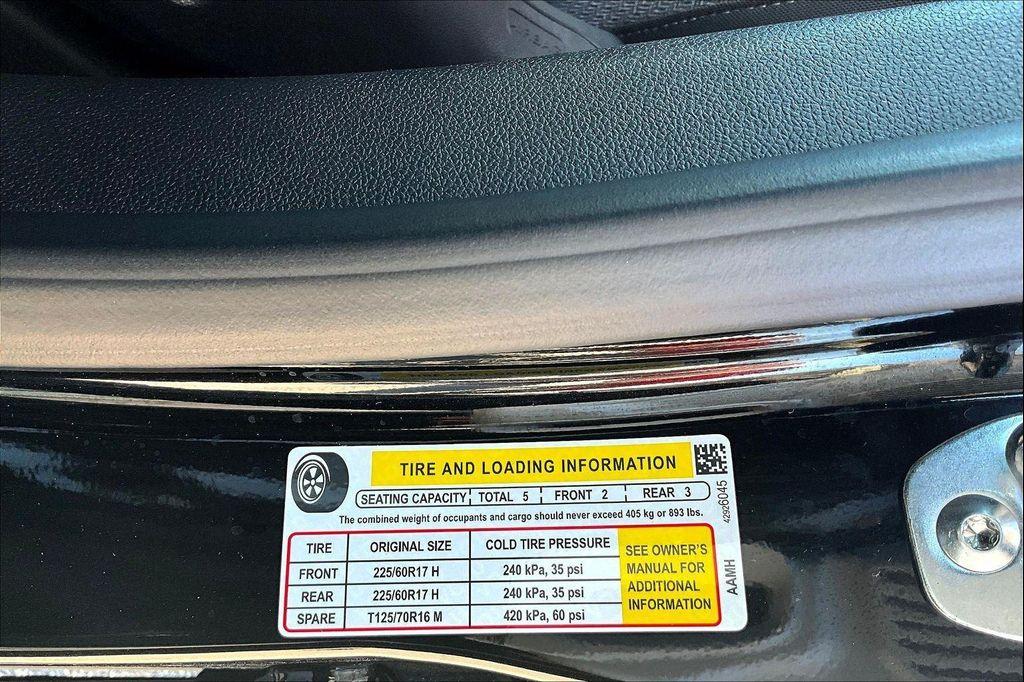 TIRE AND LOADING INFORMATION
SEATING CAPACITY TOTAL 5 FRONT 2 REAR 3
The combined weight of occupants and cargo should never exceed 405 kg or 893 lbs.
TIRE ORIGINAL SIZE COLD TIRE PRESSURE
FRONT 225/60R17 H 240 kPa, 35 psi
REAR 225/60R17 H 240 kPa, 35 psi
SPARE T125/70R16 M 420 kPa, 60 psi
SEE OWNER'S
MANUAL FOR
ADDITIONAL
INFORMATION
42926045
AAMH